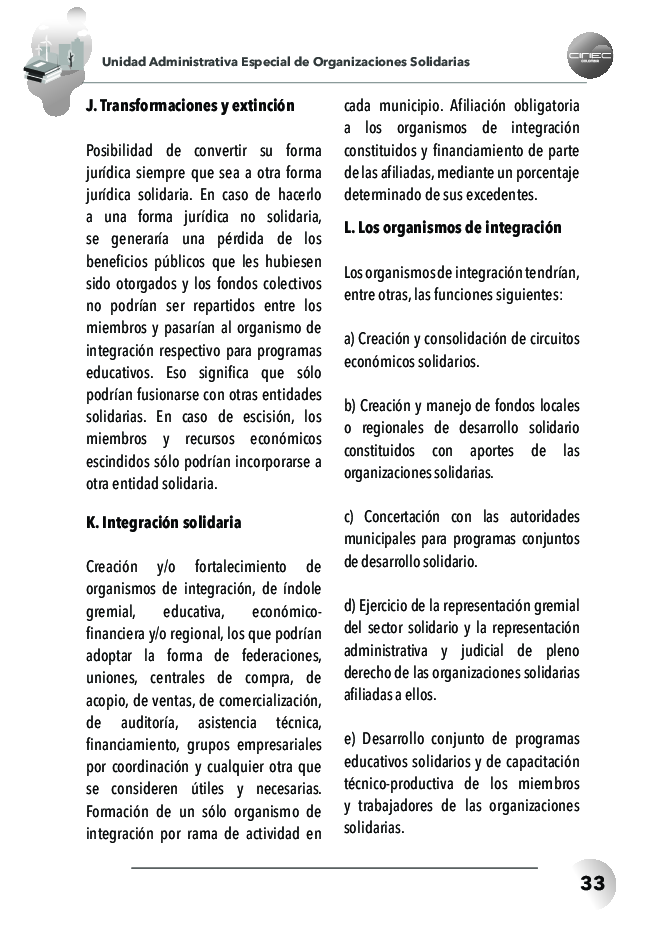 Unidad Administrativa Especial de Organizaciones Solidarias
CINEC
COLOMBIA
J. Transformaciones y extinción
Posibilidad de convertir su forma
jurídica siempre que sea a otra forma
jurídica solidaria. En caso de hacerlo
a una forma jurídica no solidaria,
se generaría una pérdida de los
beneficios públicos que les hubiesen
sido otorgados y los fondos colectivos
no podrían ser repartidos entre los
miembros y pasarían al organismo de
integración respectivo para programas
educativos. Eso significa que sólo
podrían fusionarse con otras entidades
solidarias. En caso de escisión, los
miembros y recursos económicos
escindidos sólo podrían incorporarse a
otra entidad solidaria.
K. Integración solidaria
Creación y/o fortalecimiento de
organismos de integración, de índole
gremial, educativa, económico-
financiera y/o regional, los que podrían
adoptar la forma de federaciones,
uniones, centrales de compra, de
acopio, de ventas, de comercialización,
de auditoría, asistencia técnica,
financiamiento, grupos empresariales
por coordinación y cualquier otra que
se consideren útiles y necesarias.
Formación de un sólo organismo de
integración por rama de actividad en
cada municipio. Afiliación obligatoria
a los organismos de integración
constituidos y financiamiento de parte
de las afiliadas, mediante un porcentaje
determinado de sus excedentes.
L. Los organismos de integración
Los organismos de integración tendrían,
entre otras, las funciones siguientes:
a) Creación y consolidación de circuitos
económicos solidarios.
b) Creación y manejo de fondos locales
o regionales de desarrollo solidario
constituidos con aportes de las
organizaciones solidarias.
c) Concertación con las autoridades
municipales para programas conjuntos
de desarrollo solidario.
d) Ejercicio de la representación gremial
del sector solidario y la representación
administrativa y judicial de pleno
derecho de las organizaciones solidarias
afiliadas a ellos.
e) Desarrollo conjunto de programas
educativos solidarios y de capacitación
técnico-productiva de los miembros
y trabajadores de las organizaciones
solidarias.
33